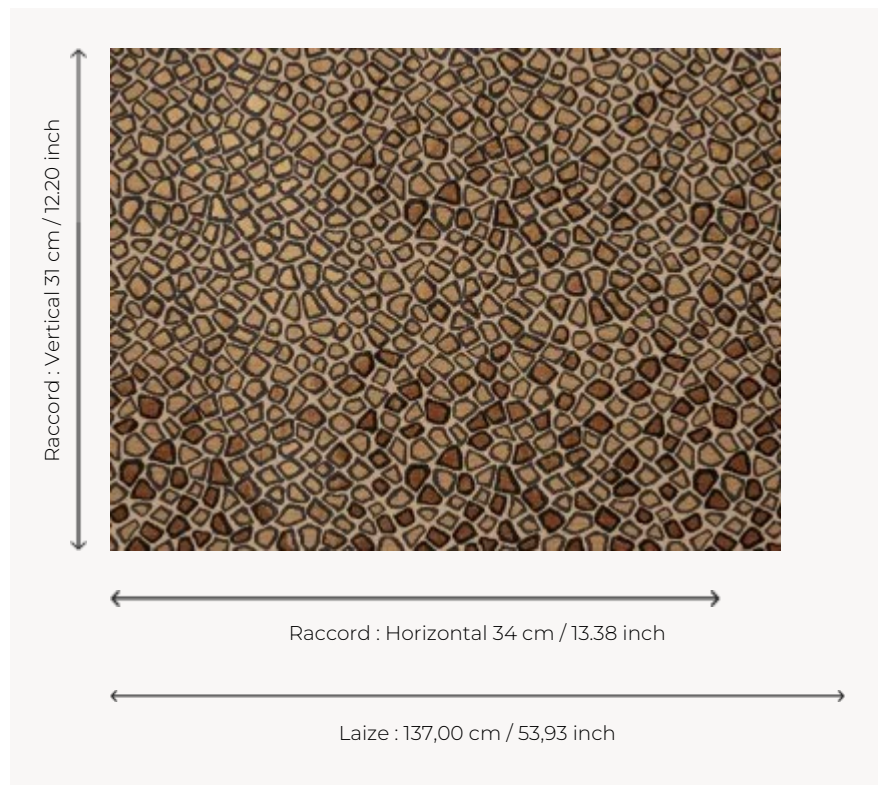 Raccord : Vertical 31 cm / 12.20 inch
Raccord : Horizontal 34 cm / 13.38 inch
Laize : 137,00 cm / 53,93 inch